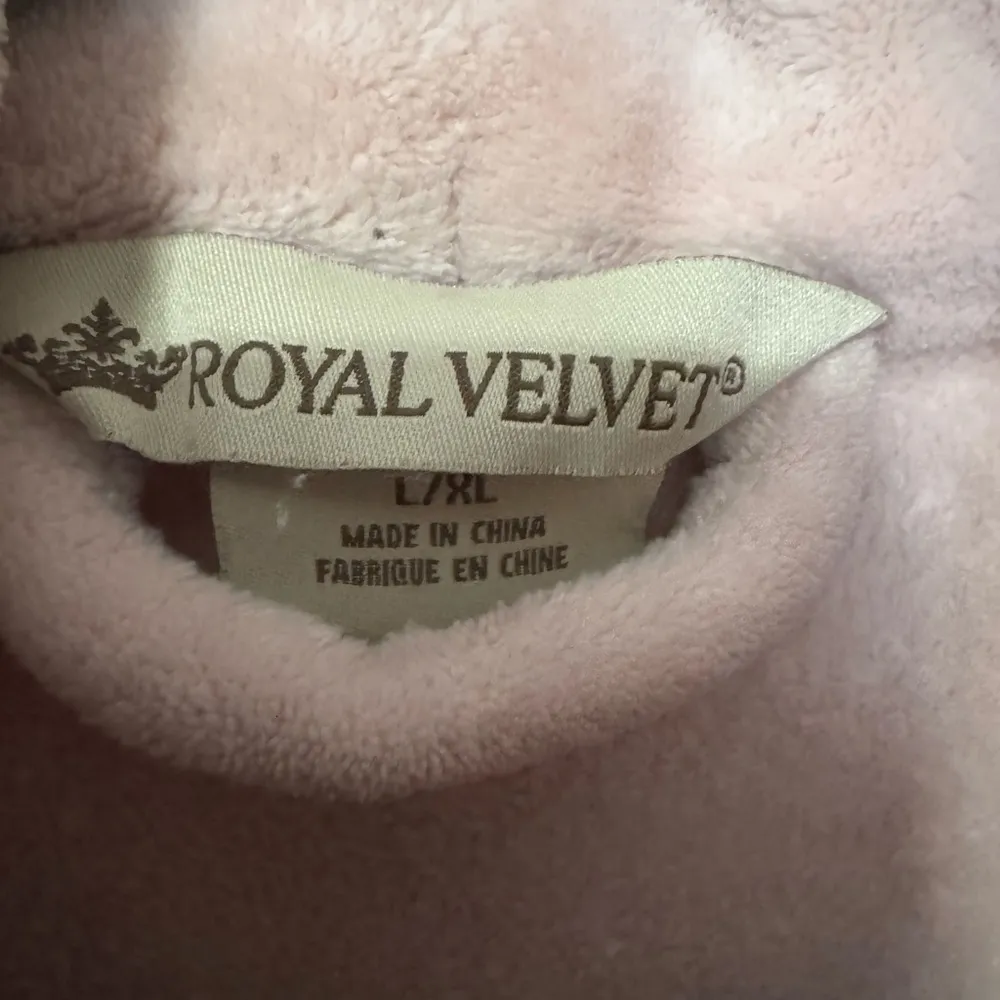 ROYAL VELVET®
L/XL
MADE IN CHINA
FABRIQUE EN CHINE